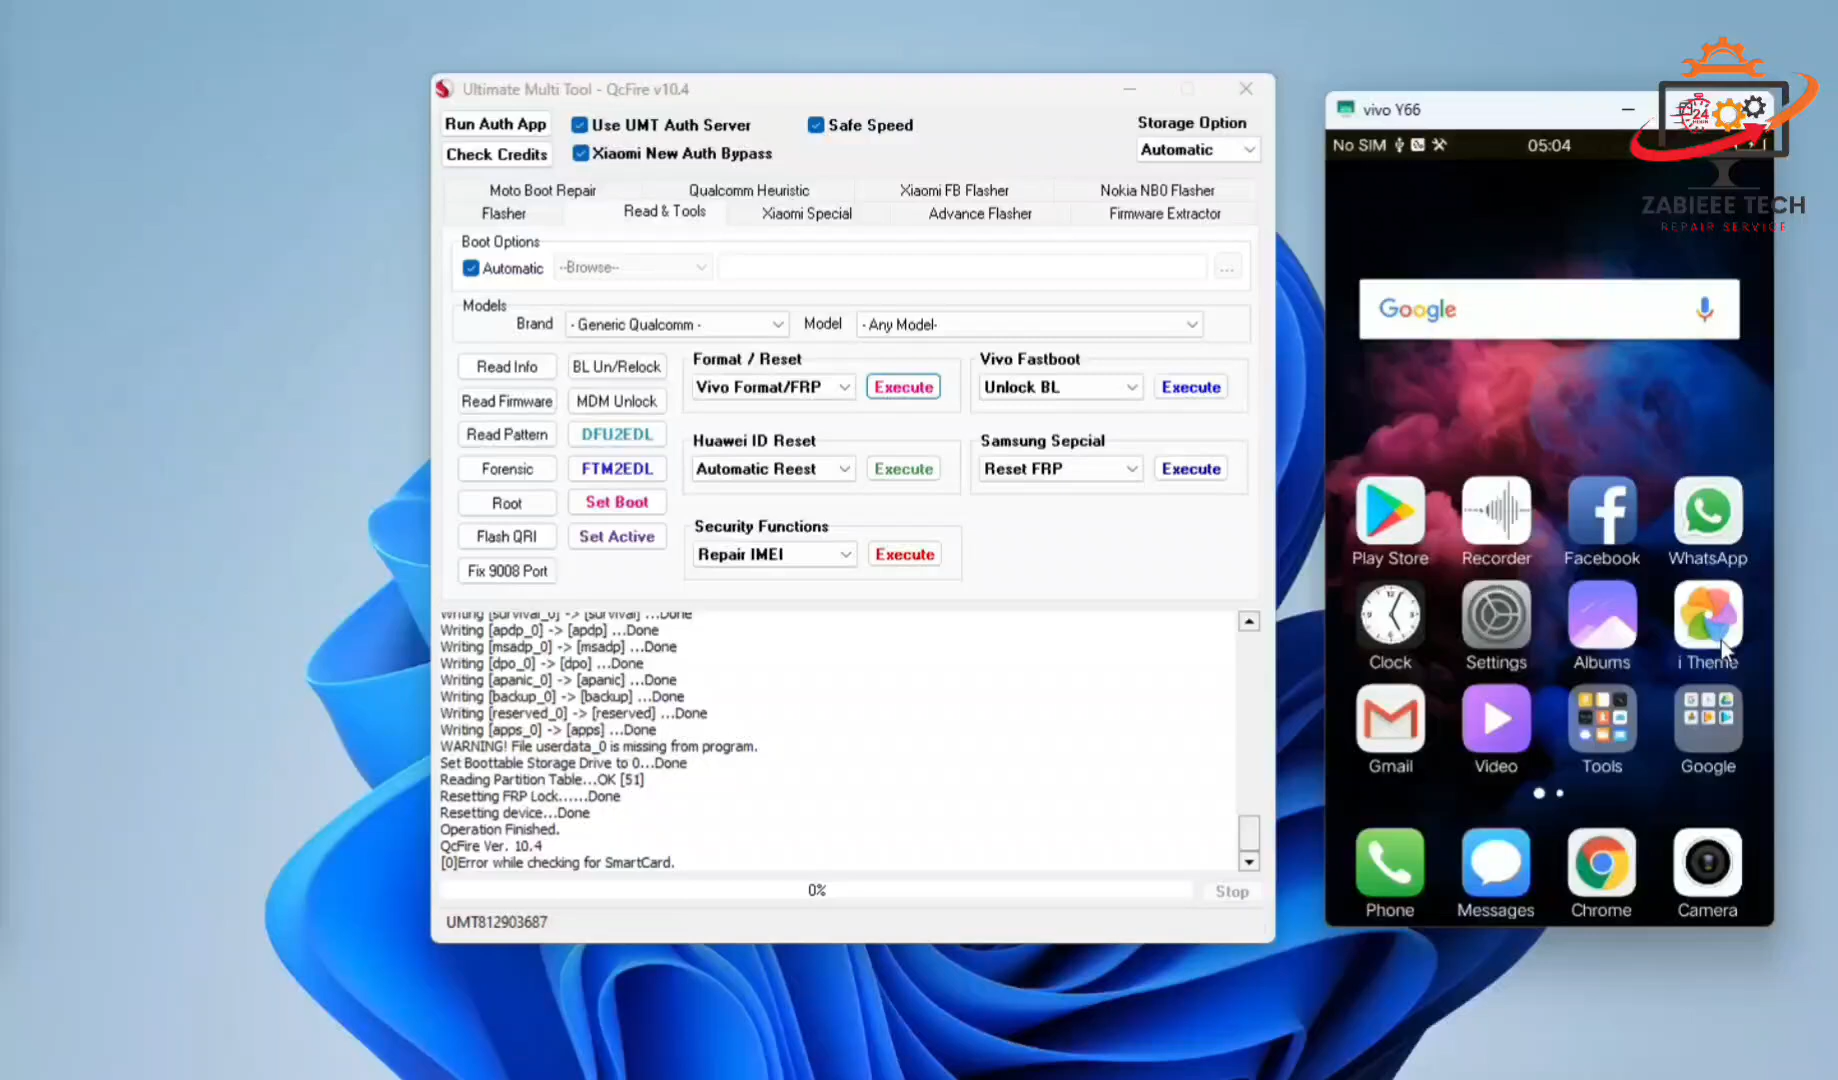 Ultimate Multi Tool - QcFire v10.4
Run Auth App
Use UMT Auth Server
Safe Speed
Storage Option
Check Credits
Xiaomi New Auth Bypass
Automatic
Moto Boot Repair
Qualcomm Heuristic
Xiaomi FB Flasher
Nokia NB0 Flasher
Flasher
Read & Tools
Xiaomi Special
Advance Flasher
Firmware Extractor
Boot Options
Automatic
--Browse--
...
Models
Brand
- Generic Qualcomm -
Model
- Any Model-
Read Info
BL Un/Relock
Read Firmware
MDM Unlock
Read Pattern
DFU2EDL
Forensic
FTM2EDL
Root
Set Boot
Flash QRI
Set Active
Fix 9008 Port
Format / Reset
Vivo Format/FRP
Execute
Vivo Fastboot
Unlock BL
Execute
Huawei ID Reset
Automatic Reest
Execute
Samsung Sepcial
Reset FRP
Execute
Security Functions
Repair IMEI
Execute
Writing [survival_0] -> [survival] ...Done
Writing [apdp_0] -> [apdp] ...Done
Writing [msadp_0] -> [msadp] ...Done
Writing [dpo_0] -> [dpo] ...Done
Writing [apanic_0] -> [apanic] ...Done
Writing [backup_0] -> [backup] ...Done
Writing [reserved_0] -> [reserved] ...Done
Writing [apps_0] -> [apps] ...Done
WARNING! File userdata_0 is missing from program.
Set Boottable Storage Drive to 0...Done
Reading Partition Table...OK [51]
Resetting FRP Lock......Done
Resetting device...Done
Operation Finished.
QcFire Ver. 10.4
[0]Error while checking for SmartCard.
0%
Stop
UMT812903687
vivo Y66
No SIM
05:04
Google
Play Store
Recorder
Facebook
WhatsApp
Clock
Settings
Albums
i Theme
Gmail
Video
Tools
Google
Phone
Messages
Chrome
Camera
24
ZABIEEE TECH
REPAIR SERVICE